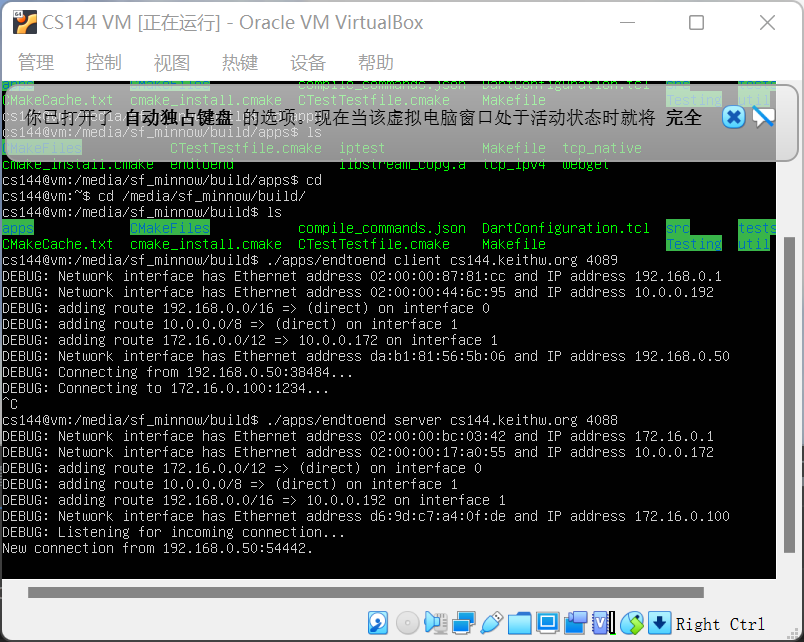 CS144 VM [正在运行] - Oracle VM VirtualBox
管理 控制 视图 热键 设备 帮助
apps CMakeFiles compile_commands.json DartConfiguration.tcl src tests
CMakeCache.txt cmake_install.cmake CTestTestfile.cmake Makefile Testing util
你已打开了 自动独占键盘 的选项。现在当该虚拟电脑窗口处于活动状态时就将 完全
cs144@vm:/media/sf_minnow/build/apps$ ls
CMakeFiles CTestTestfile.cmake iptest Makefile tcp_native
cmake_install.cmake endtoend libstream_copy.a tcp_ipv4 webget
cs144@vm:/media/sf_minnow/build/apps$ cd
cs144@vm:~$ cd /media/sf_minnow/build/
cs144@vm:/media/sf_minnow/build$ ls
apps CMakeFiles compile_commands.json DartConfiguration.tcl src tests
CMakeCache.txt cmake_install.cmake CTestTestfile.cmake Makefile Testing util
cs144@vm:/media/sf_minnow/build$ ./apps/endtoend client cs144.keithw.org 4089
DEBUG: Network interface has Ethernet address 02:00:00:87:81:cc and IP address 192.168.0.1
DEBUG: Network interface has Ethernet address 02:00:00:44:6c:95 and IP address 10.0.0.192
DEBUG: adding route 192.168.0.0/16 => (direct) on interface 0
DEBUG: adding route 10.0.0.0/8 => (direct) on interface 1
DEBUG: adding route 172.16.0.0/12 => 10.0.0.172 on interface 1
DEBUG: Network interface has Ethernet address da:b1:81:56:5b:06 and IP address 192.168.0.50
DEBUG: Connecting from 192.168.0.50:38484...
DEBUG: Connecting to 172.16.0.100:1234...
^C
cs144@vm:/media/sf_minnow/build$ ./apps/endtoend server cs144.keithw.org 4088
DEBUG: Network interface has Ethernet address 02:00:00:bc:03:42 and IP address 172.16.0.1
DEBUG: Network interface has Ethernet address 02:00:00:17:a0:55 and IP address 10.0.0.172
DEBUG: adding route 172.16.0.0/12 => (direct) on interface 0
DEBUG: adding route 10.0.0.0/8 => (direct) on interface 1
DEBUG: adding route 192.168.0.0/16 => 10.0.0.192 on interface 1
DEBUG: Network interface has Ethernet address d6:9d:c7:a4:0f:de and IP address 172.16.0.100
DEBUG: Listening for incoming connection...
New connection from 192.168.0.50:54442.
Right Ctrl